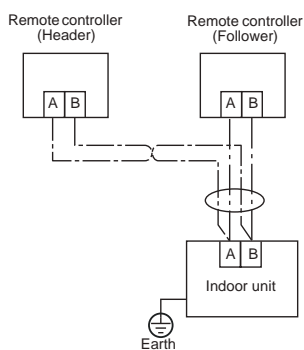 Remote controller
(Header)
Remote controller
(Follower)
A B
A B
A B
Indoor unit
Earth